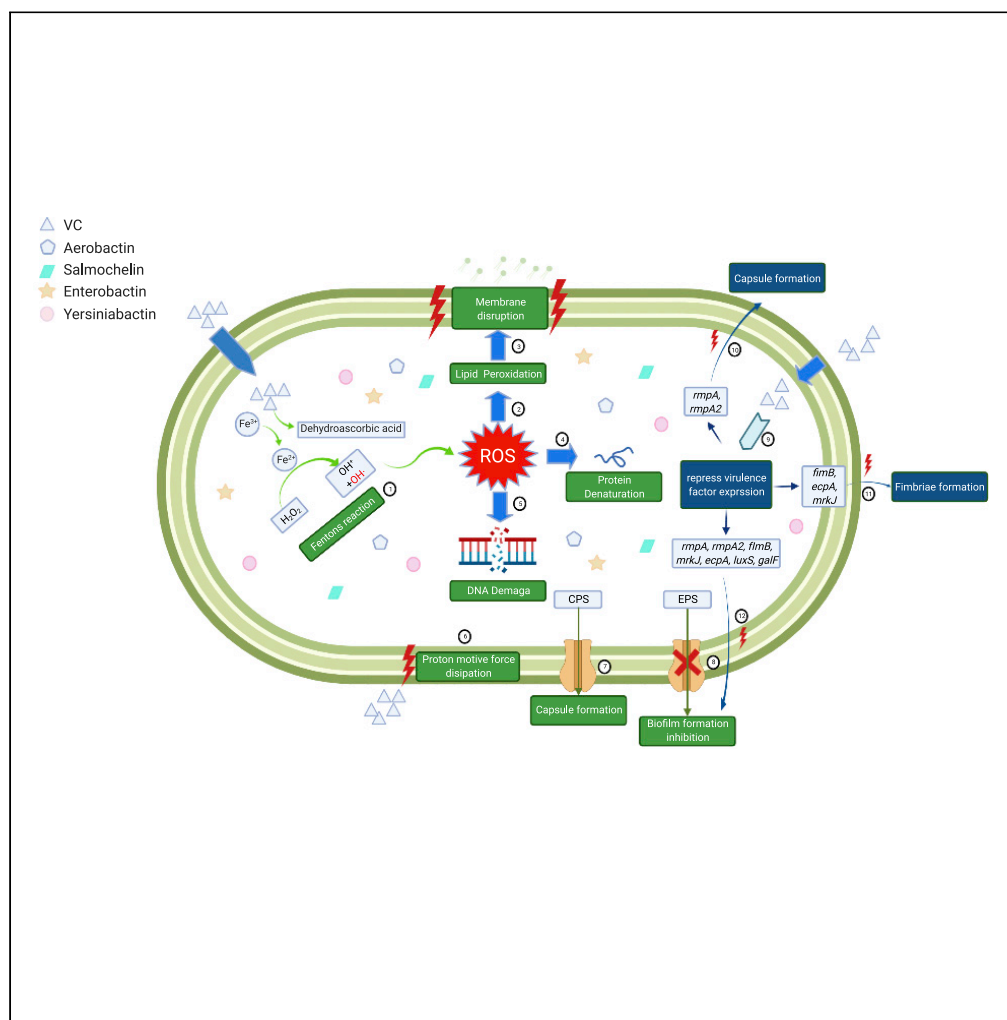 VC
Aerobactin
Salmochelin
Enterobactin
Yersiniabactin
Capsule formation
Membrane
disruption
3
10
Lipid Peroxidation
rmpA,
rmpA2
2
Fe³⁺
Dehydroascorbic acid
9
4
Fe²⁺
ROS
OH⁺
+OH·
repress virulence
factor exprssion
fimB,
ecpA,
mrkJ
11
Fimbriae formation
Protein
Denaturation
1
H₂O₂
Fentons reaction
5
rmpA, rmpA2, fimB,
mrkJ, ecpA, luxS, galF
DNA Demaga
CPS
EPS
12
6
Proton motive force
disipation
7
8
Capsule formation
Biofilm formation
inhibition